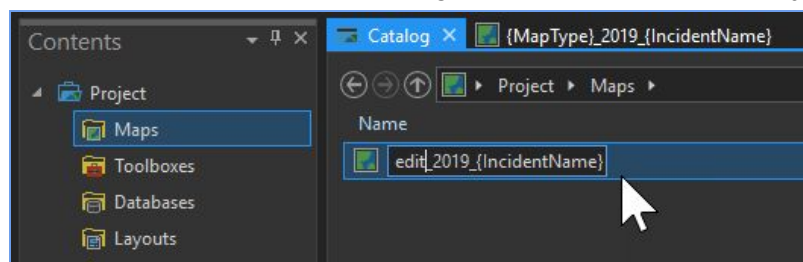 Contents
Project
Maps
Toolboxes
Databases
Layouts
Catalog {MapType}_2019_{IncidentName}
Project Maps
Name
edit_2019_{IncidentName}